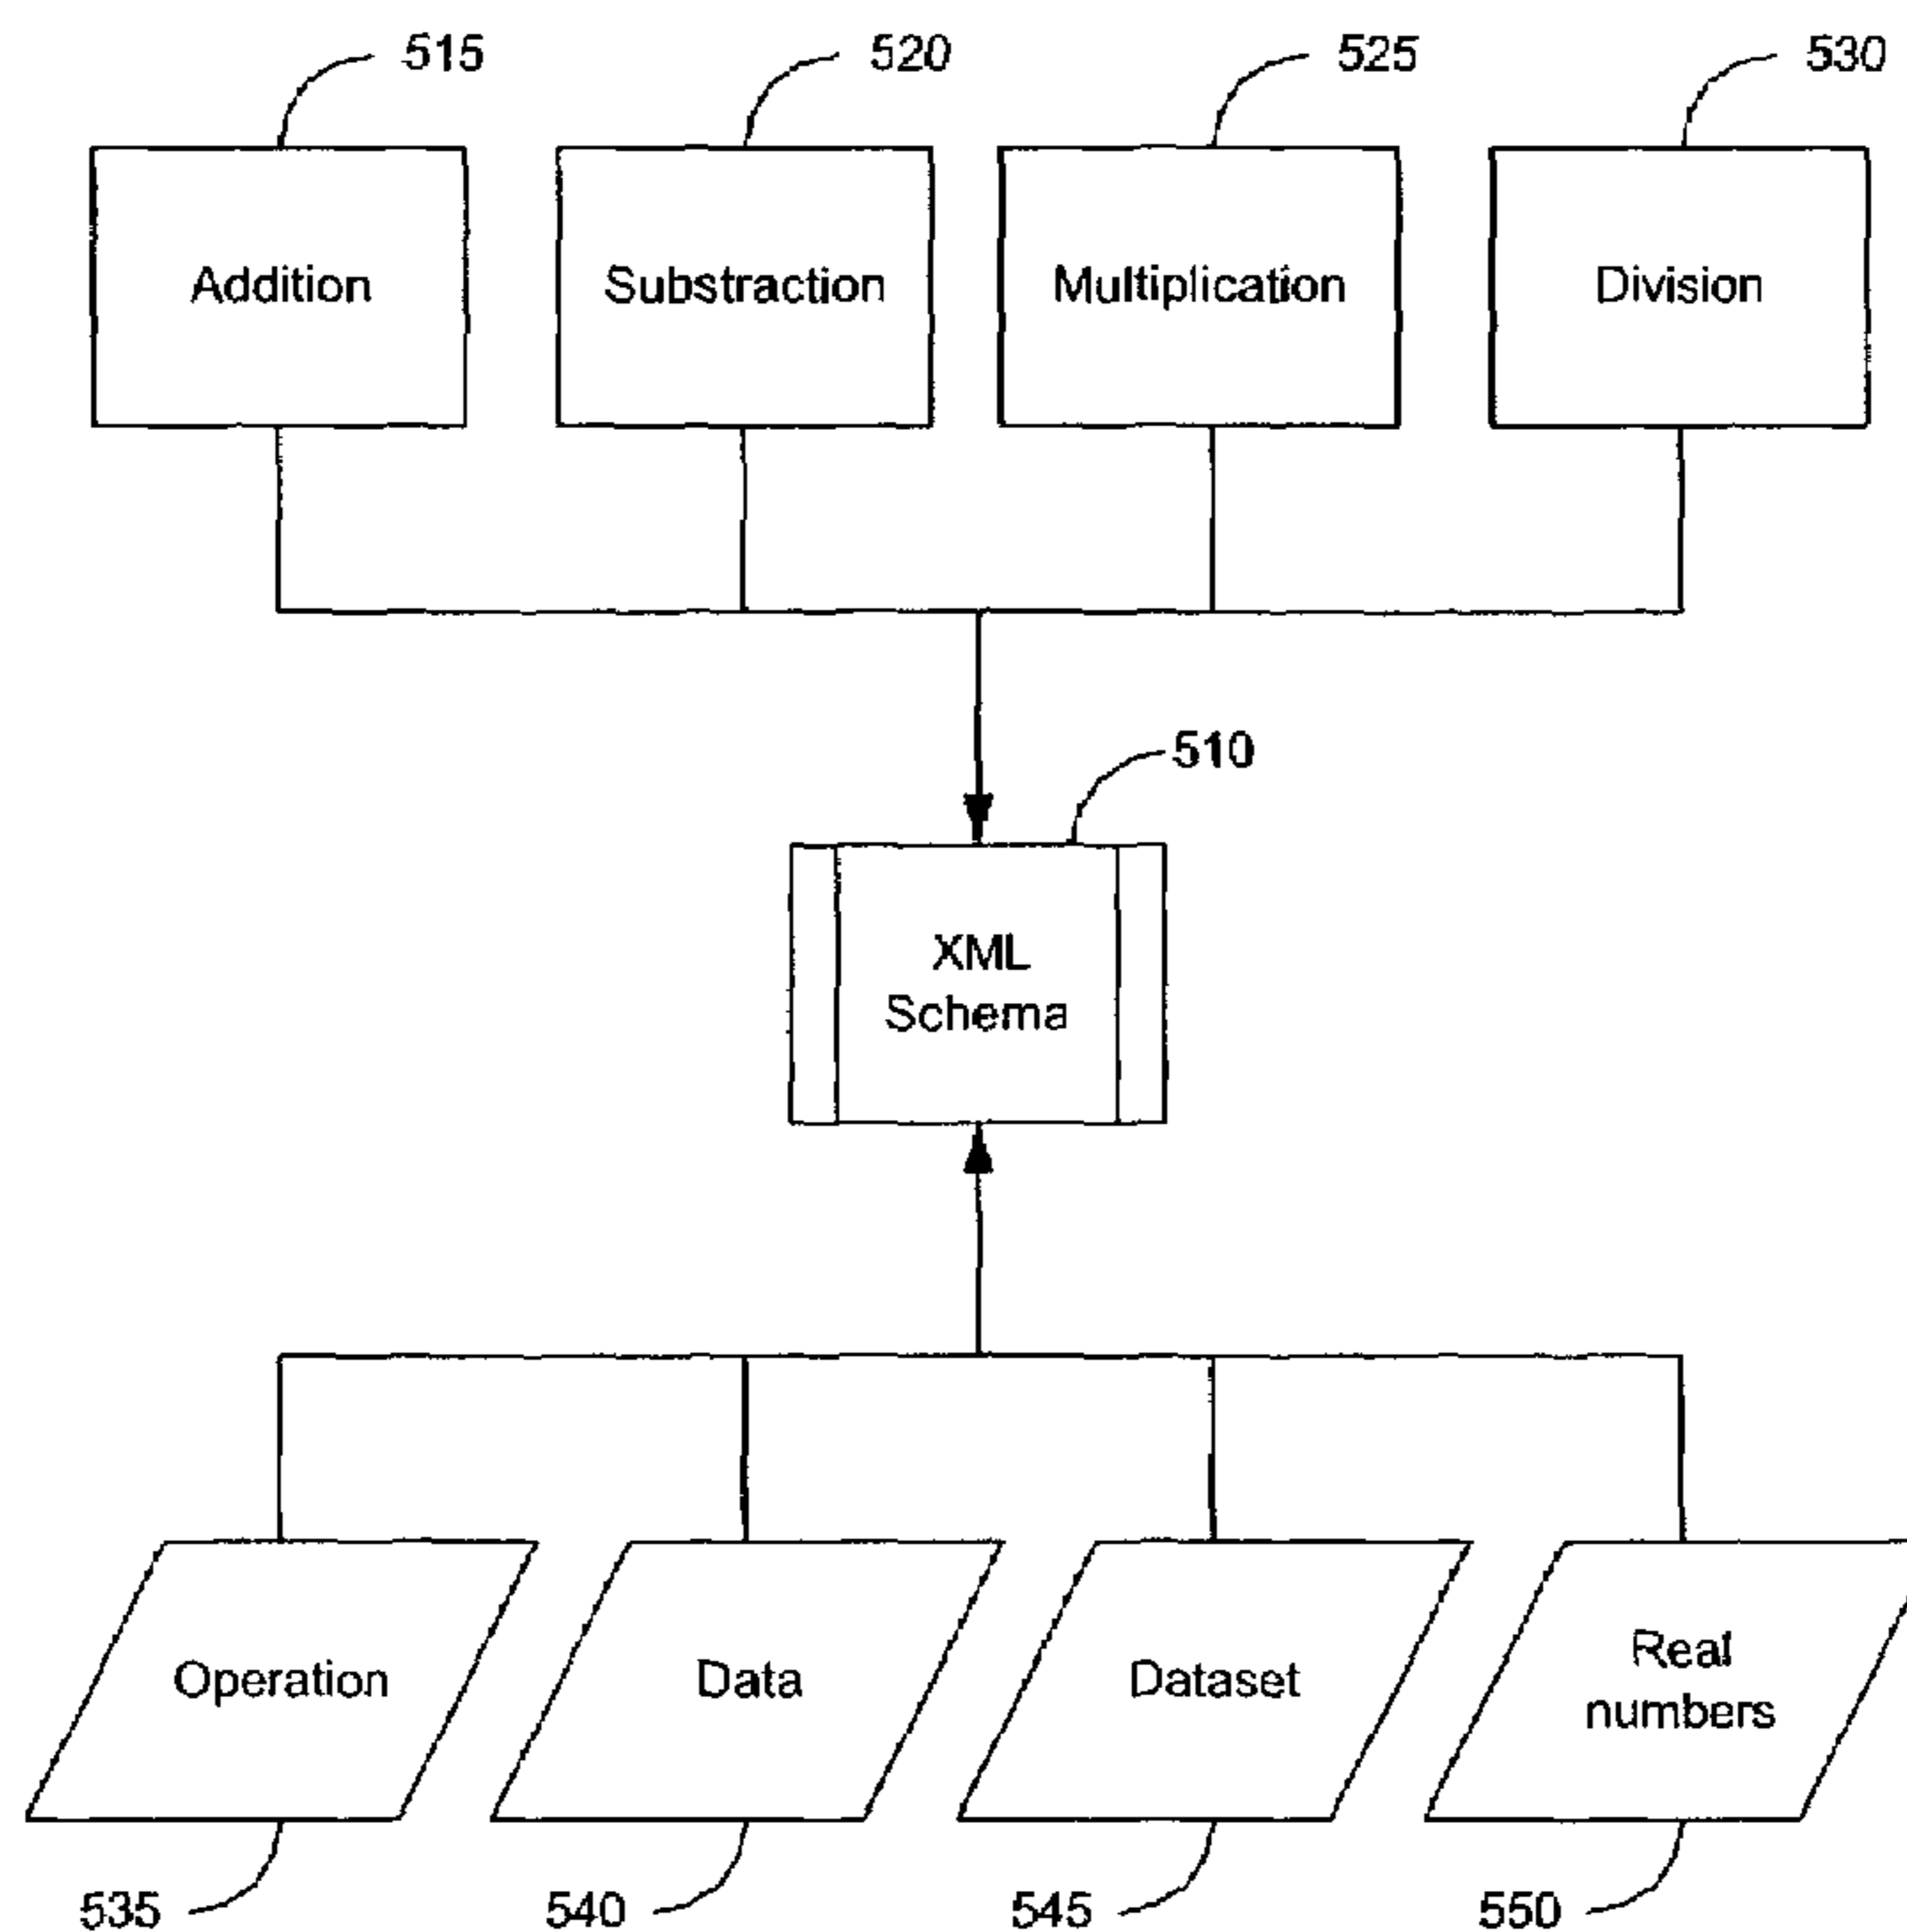 515
520
525
530
Addition
Substraction
Multiplication
Division
510
XML
Schema
Operation
Data
Dataset
Real
numbers
535
540
545
550